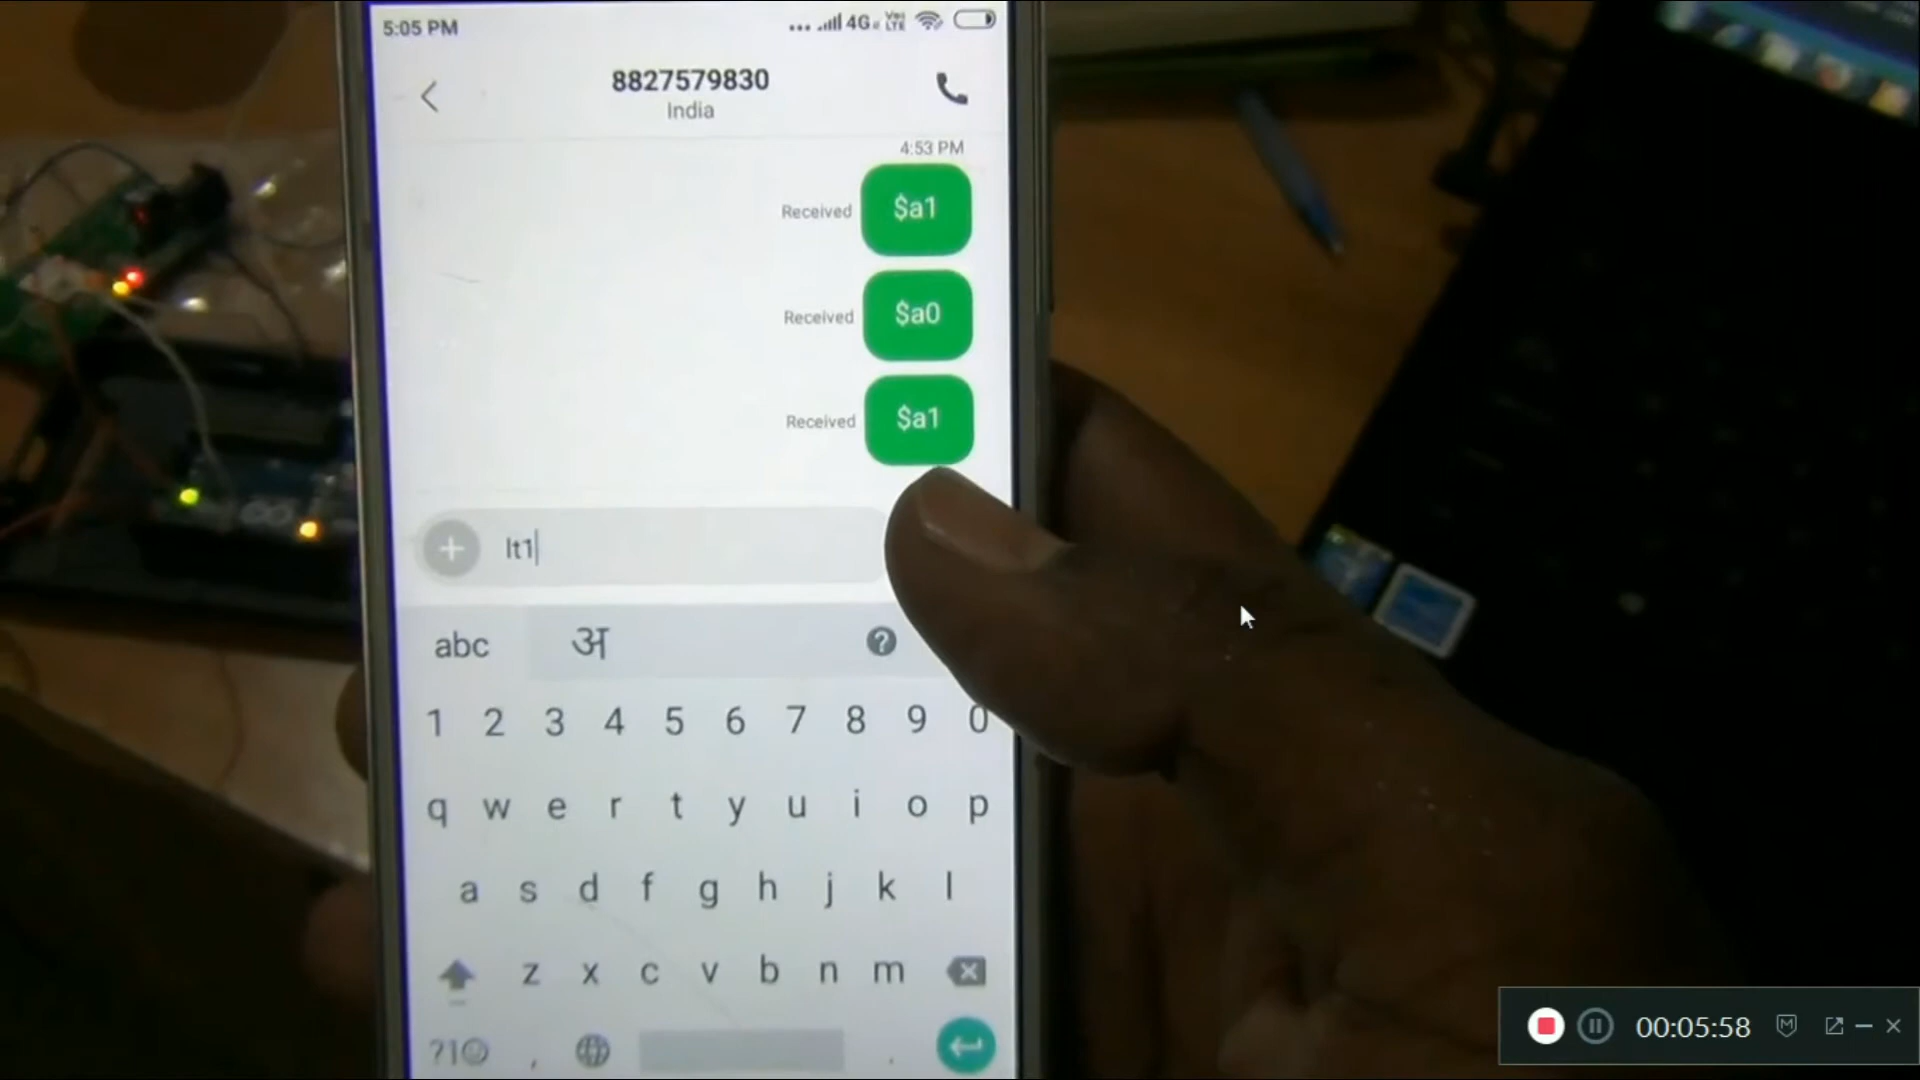 5:05 PM
4G VoLTE
8827579830
India
4:53 PM
Received $a1
Received $a0
Received $a1
lt1
abc अ ?
1 2 3 4 5 6 7 8 9 0
q w e r t y u i o p
a s d f g h j k l
z x c v b n m
?1☺ , .
00:05:58